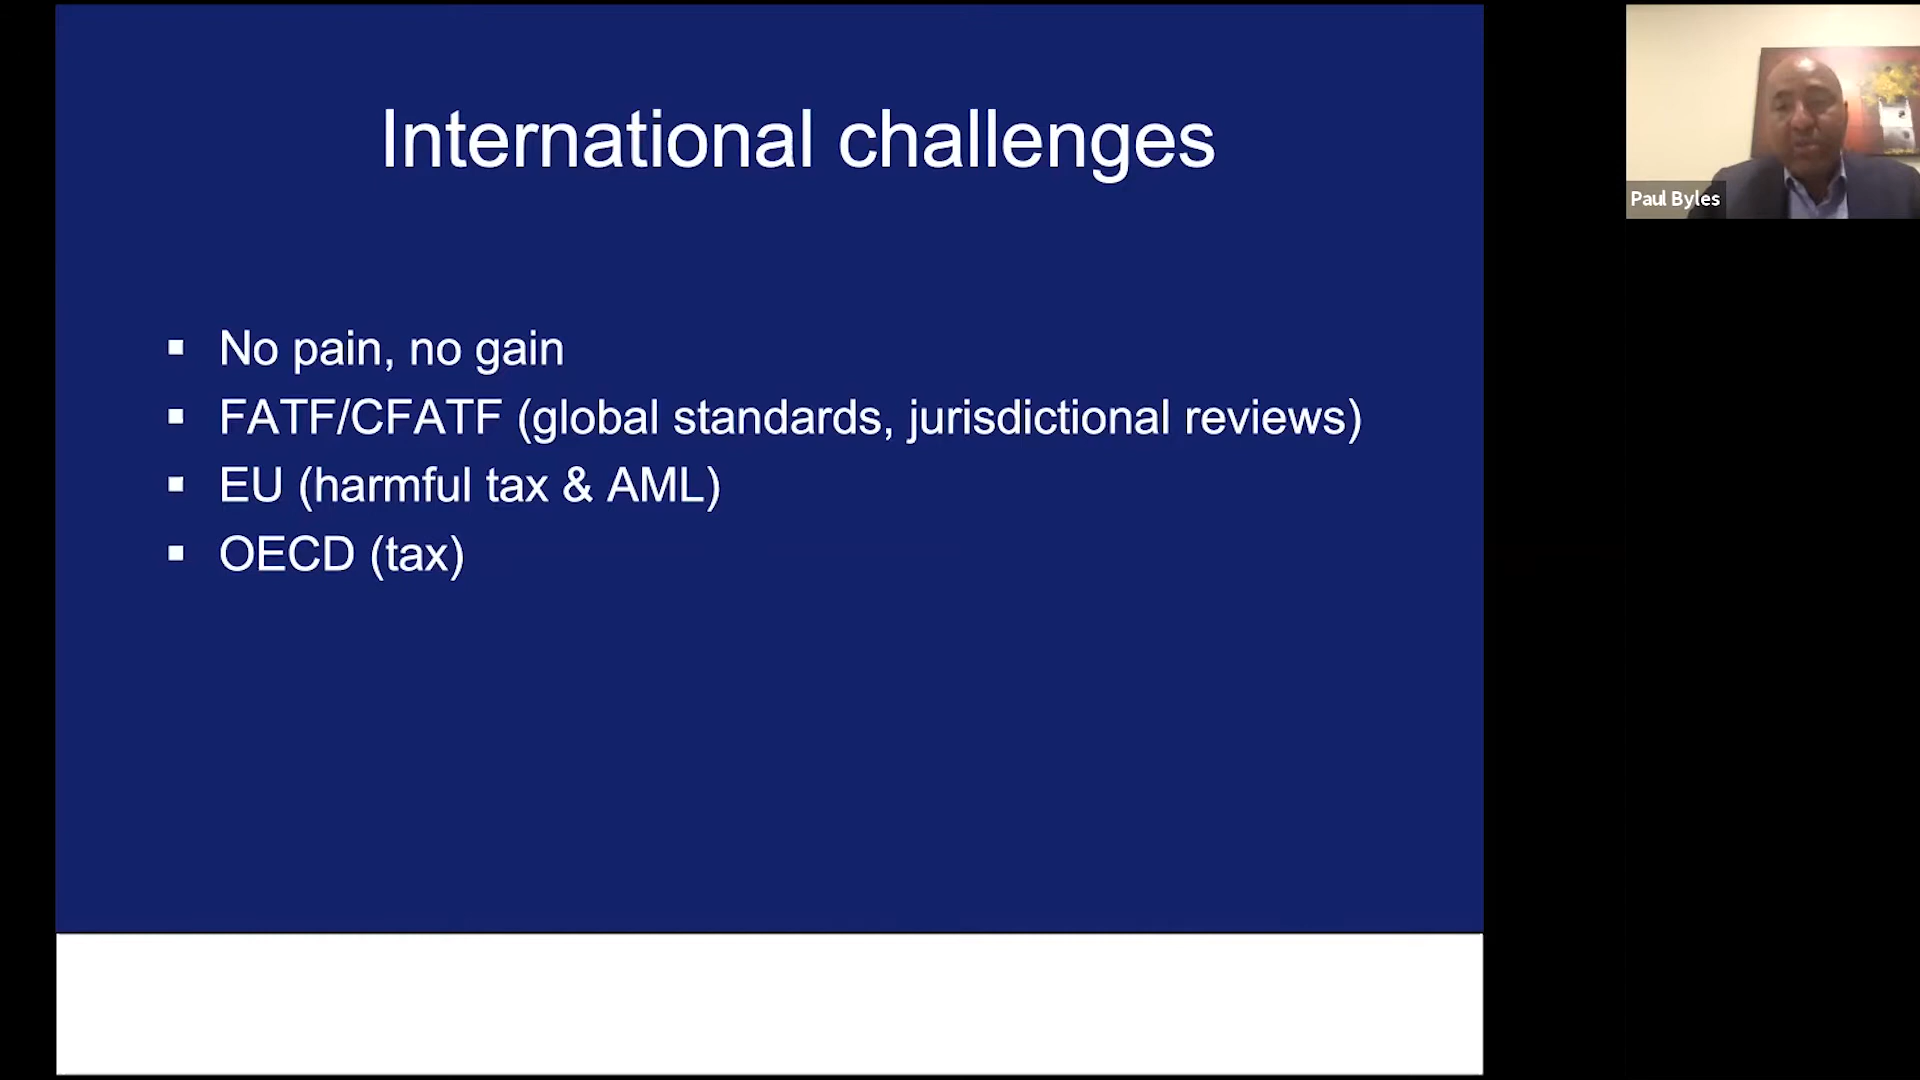 International challenges
No pain, no gain
FATF/CFATF (global standards, jurisdictional reviews)
EU (harmful tax & AML)
OECD (tax)
Paul Byles